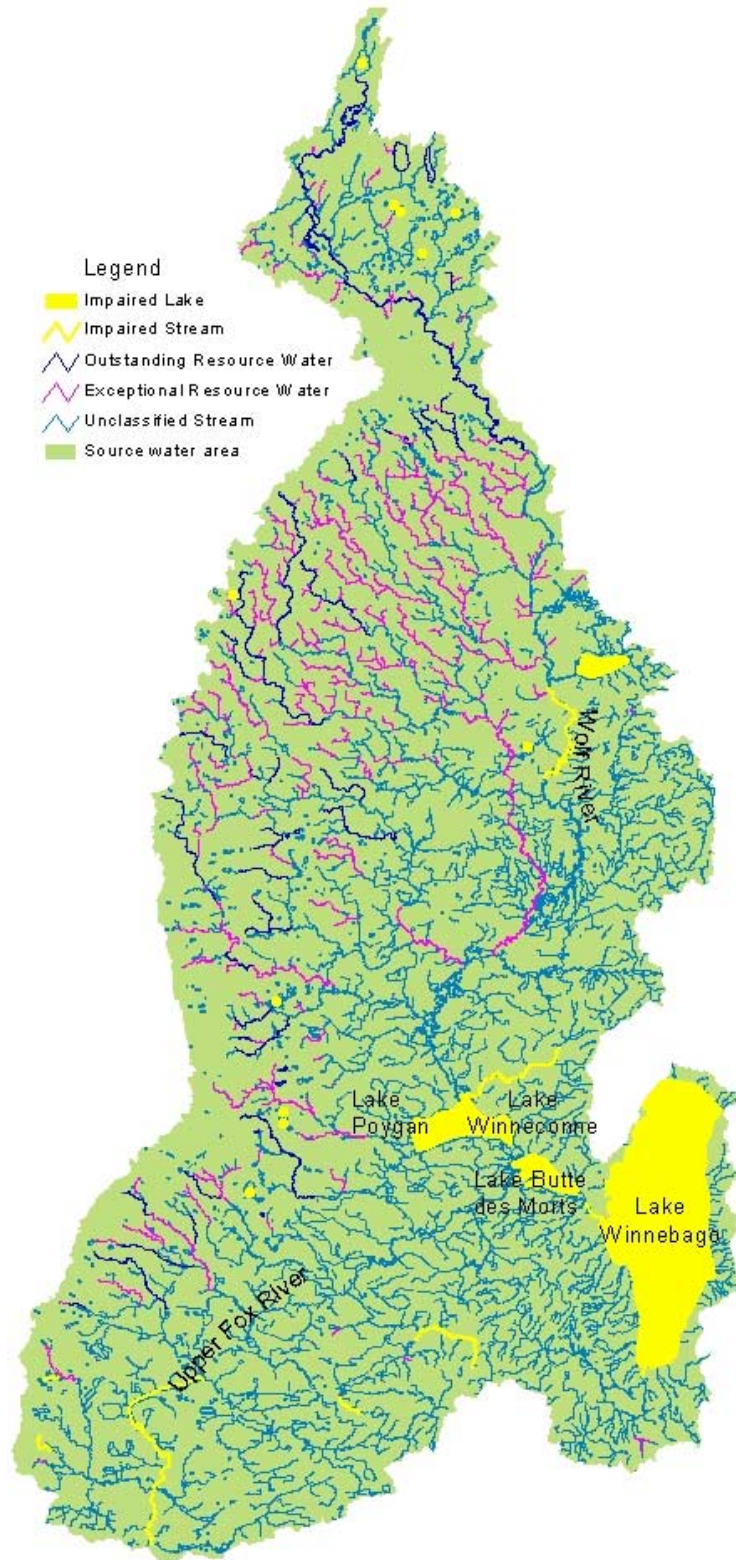 Legend
Impaired Lake
Impaired Stream
Outstanding Resource Water
Exceptional Resource Water
Unclassified Stream
Source water area
Wolf River
Lake
Poygan
Lake
Winneconne
Lake Butte
des Morts
Lake
Winnebago
Upper Fox River